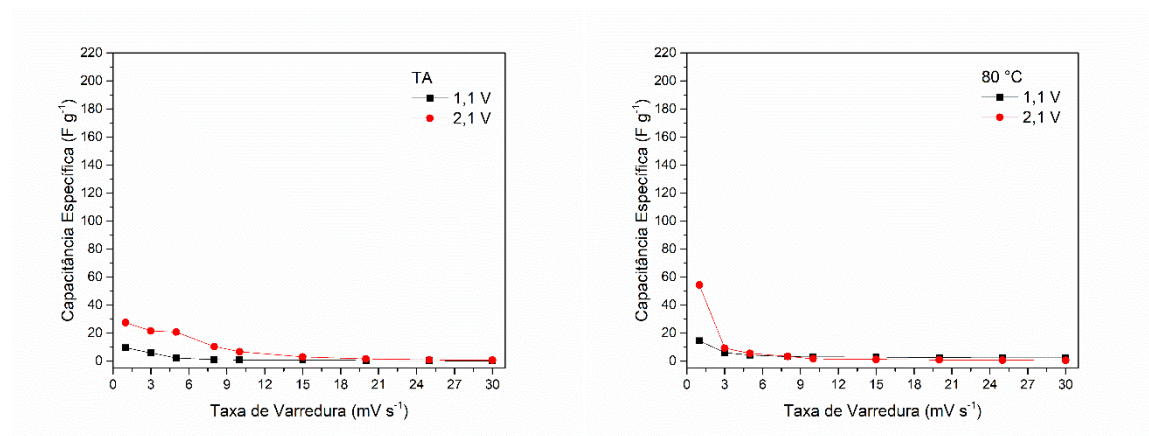 220
200
180
160
140
120
100
80
60
40
20
0
Capacitância Específica (F g⁻¹)
TA
1,1 V
2,1 V
0 3 6 9 12 15 18 21 24 27 30
Taxa de Varredura (mV s⁻¹)
220
200
180
160
140
120
100
80
60
40
20
0
Capacitância Específica (F g⁻¹)
80 °C
1,1 V
2,1 V
0 3 6 9 12 15 18 21 24 27 30
Taxa de Varredura (mV s⁻¹)